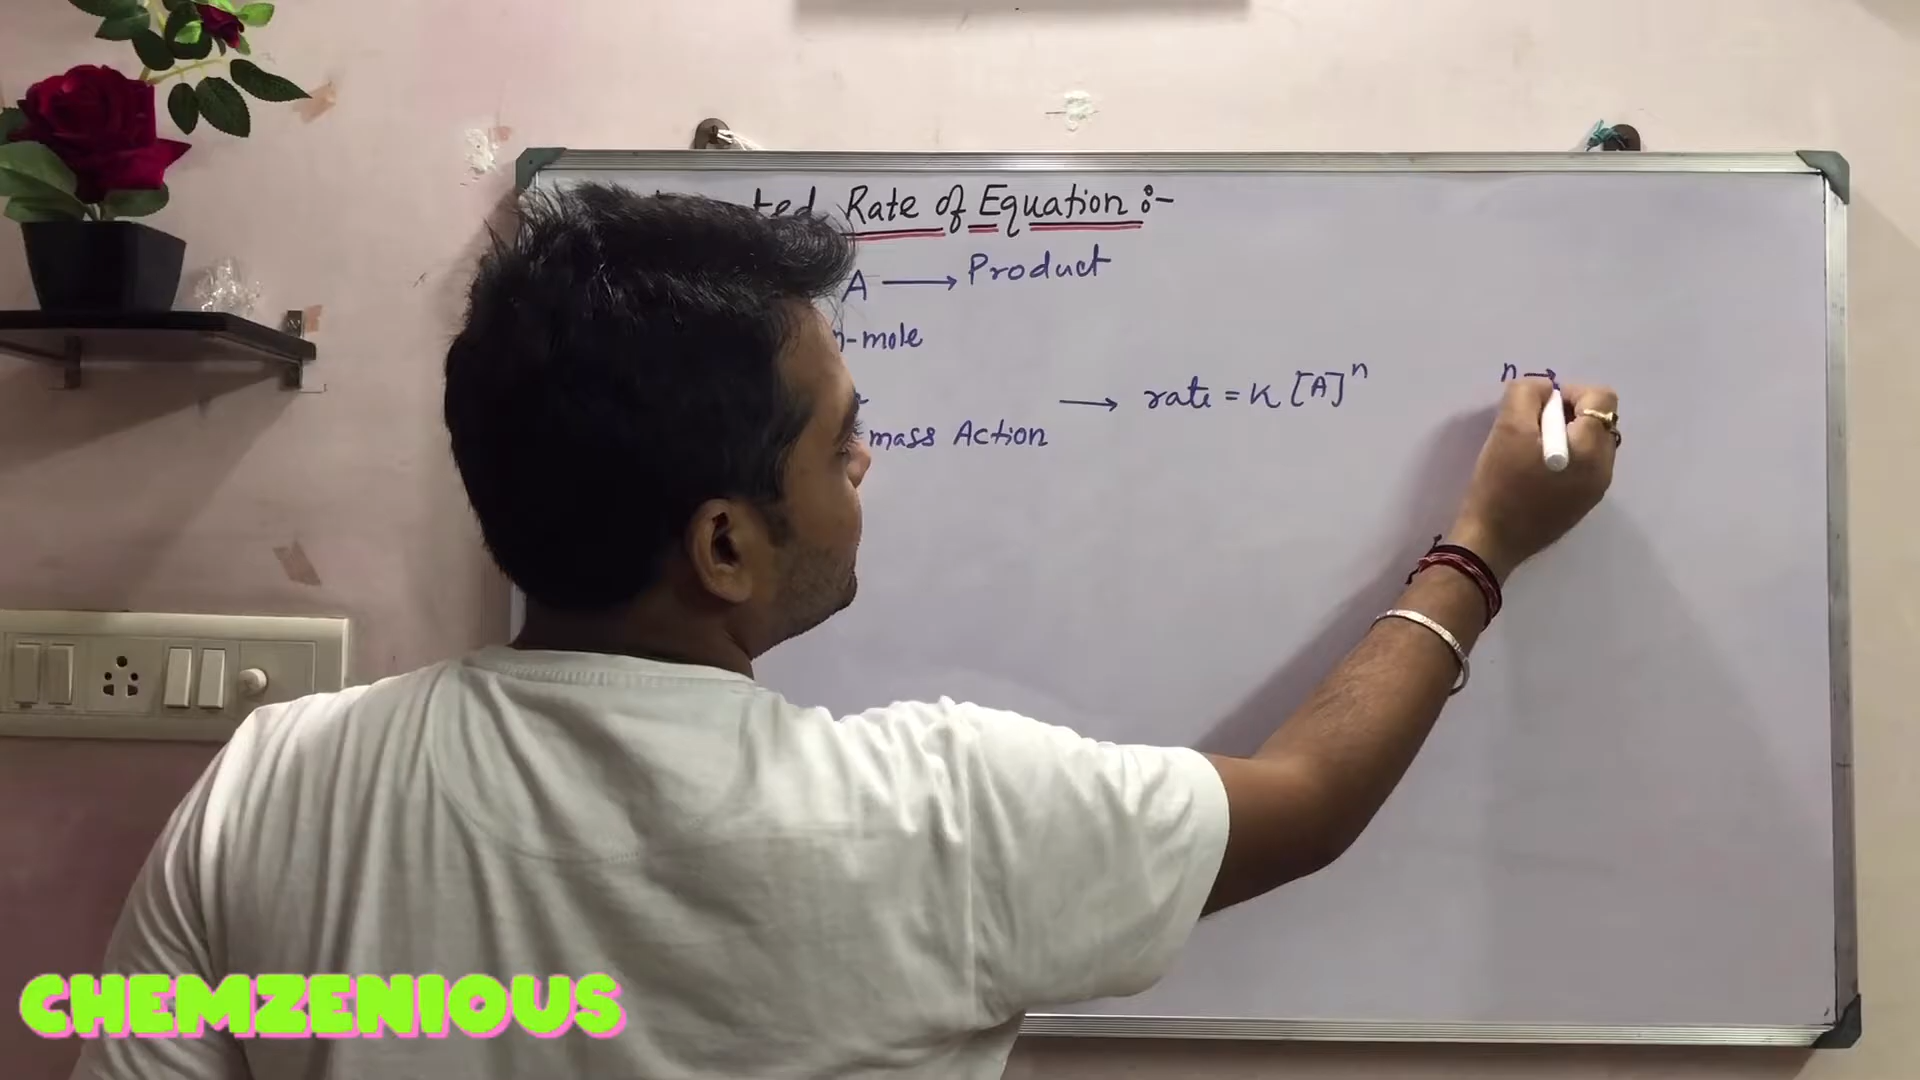 Rate of Equation :-
A ⟶ Product
n-mole
⟶ rate = K [A]ⁿ
n →
mass Action
CHEMZENIOUS